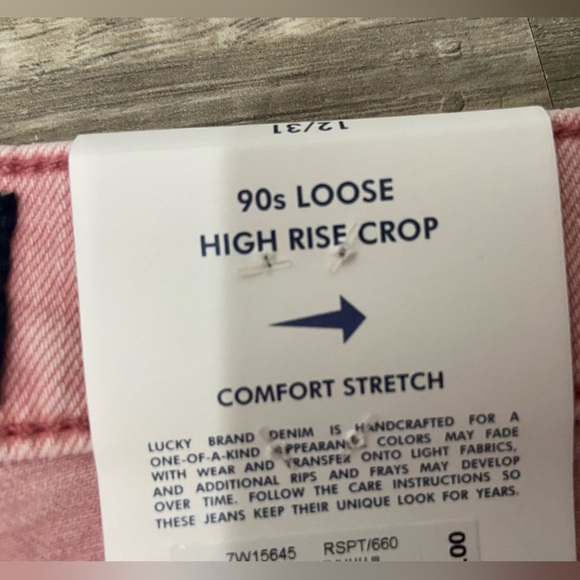 12/31
90s LOOSE
HIGH RISE CROP
COMFORT STRETCH
LUCKY BRAND DENIM IS HANDCRAFTED FOR A
ONE-OF-A-KIND APPEARANCE COLORS MAY FADE
WITH WEAR AND TRANSFER ONTO LIGHT FABRICS,
AND ADDITIONAL RIPS AND FRAYS MAY DEVELOP
OVER TIME. FOLLOW THE CARE INSTRUCTIONS SO
THESE JEANS KEEP THEIR UNIQUE LOOK FOR YEARS.
7W15645 RSPT/660
.00